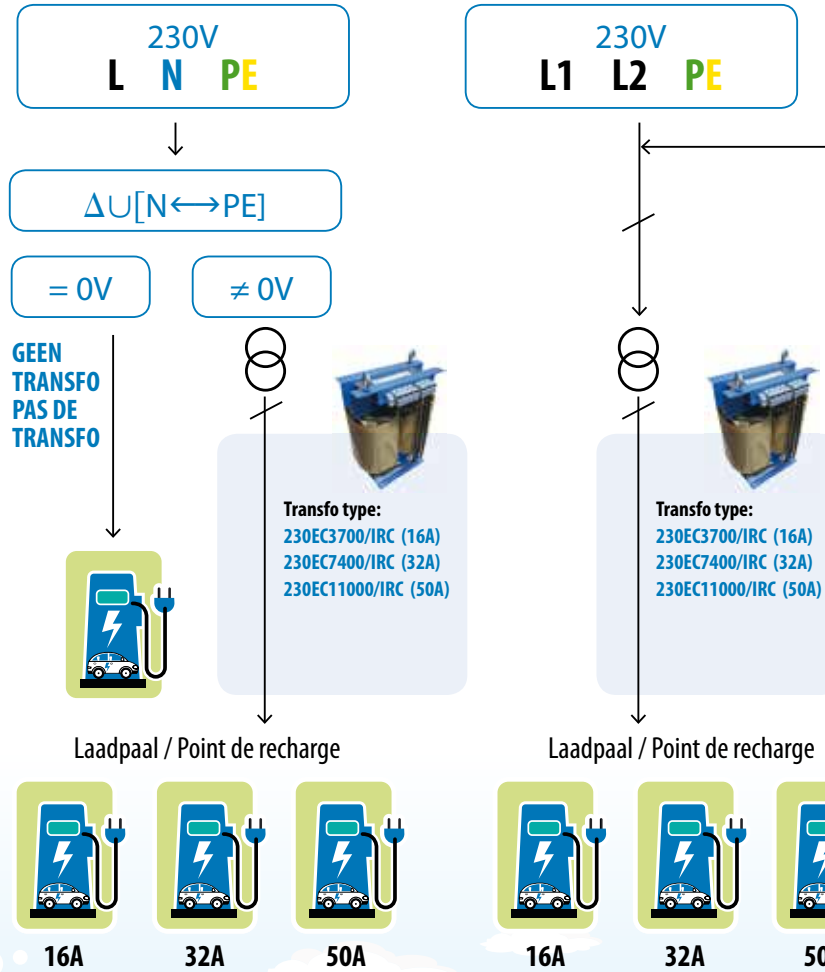 230V
L N PE
ΔU[N⟷PE]
= 0V
≠ 0V
GEEN
TRANSFO
PAS DE
TRANSFO
Transfo type:
230EC3700/IRC (16A)
230EC7400/IRC (32A)
230EC11000/IRC (50A)
Laadpaal / Point de recharge
16A 32A 50A
230V
L1 L2 PE
Transfo type:
230EC3700/IRC (16A)
230EC7400/IRC (32A)
230EC11000/IRC (50A)
Laadpaal / Point de recharge
16A 32A